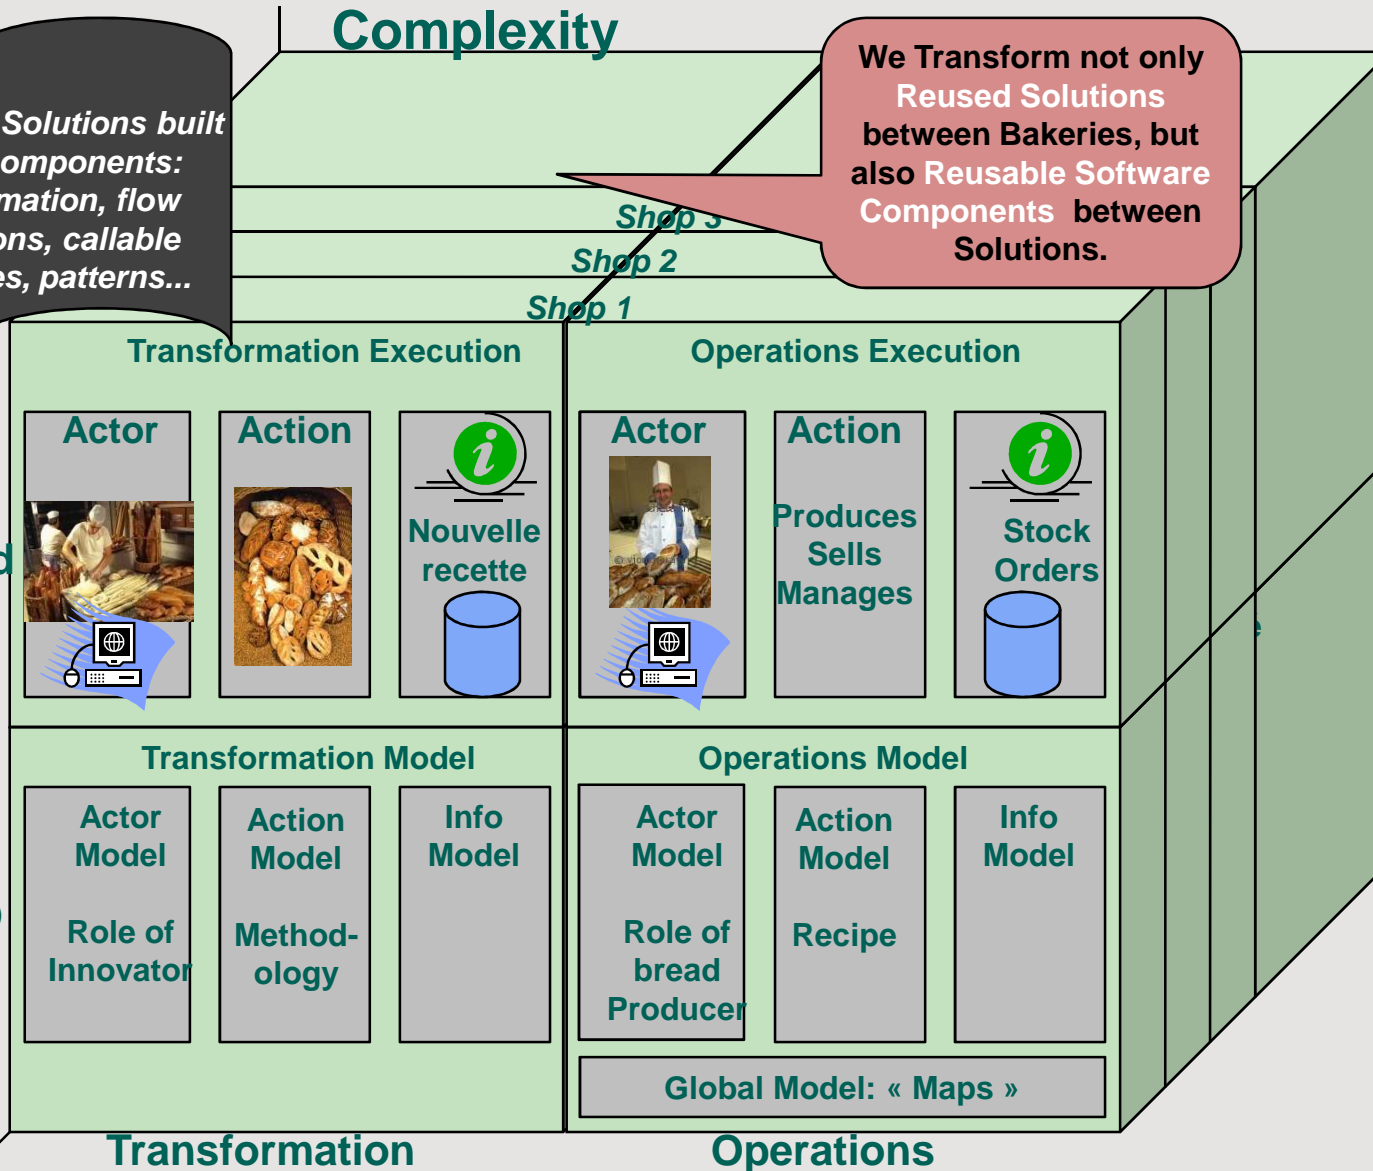 Complexity
Solutions built
omponents:
mation, flow
ons, callable
es, patterns...
We Transform not only
Reused Solutions
between Bakeries, but
also Reusable Software
Components between
Solutions.
Shop 3
Shop 2
Shop 1
Transformation Execution
Operations Execution
Actor
Action
Nouvelle
recette
Actor
Action
Produces
Sells
Manages
Stock
Orders
d
e
Transformation Model
Operations Model
Actor
Model
Role of
Innovator
Action
Model
Method-
ology
Info
Model
Actor
Model
Role of
bread
Producer
Action
Model
Recipe
Info
Model
Global Model: « Maps »
Transformation
Operations